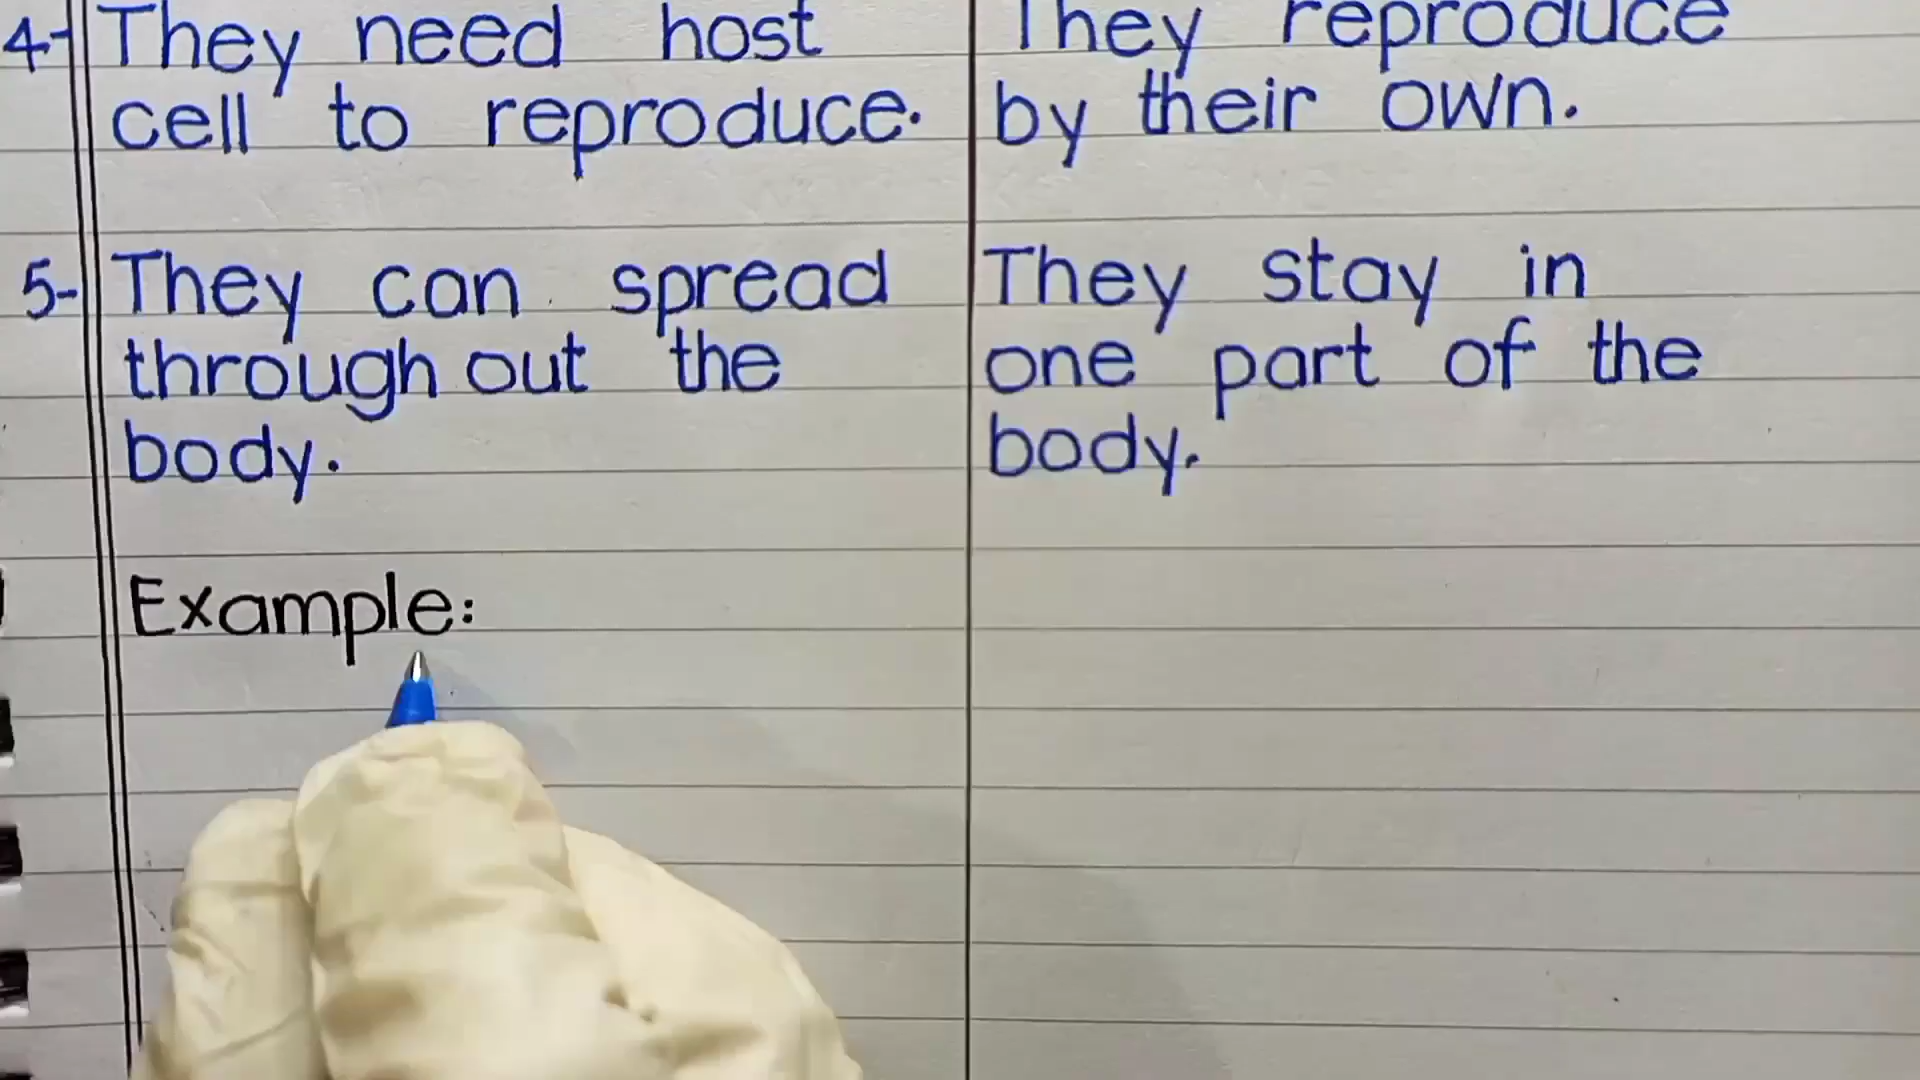 4- They need host
cell to reproduce.
They reproduce
by their own.
5- They can spread
through out the
body.
They stay in
one part of the
body.
Example: